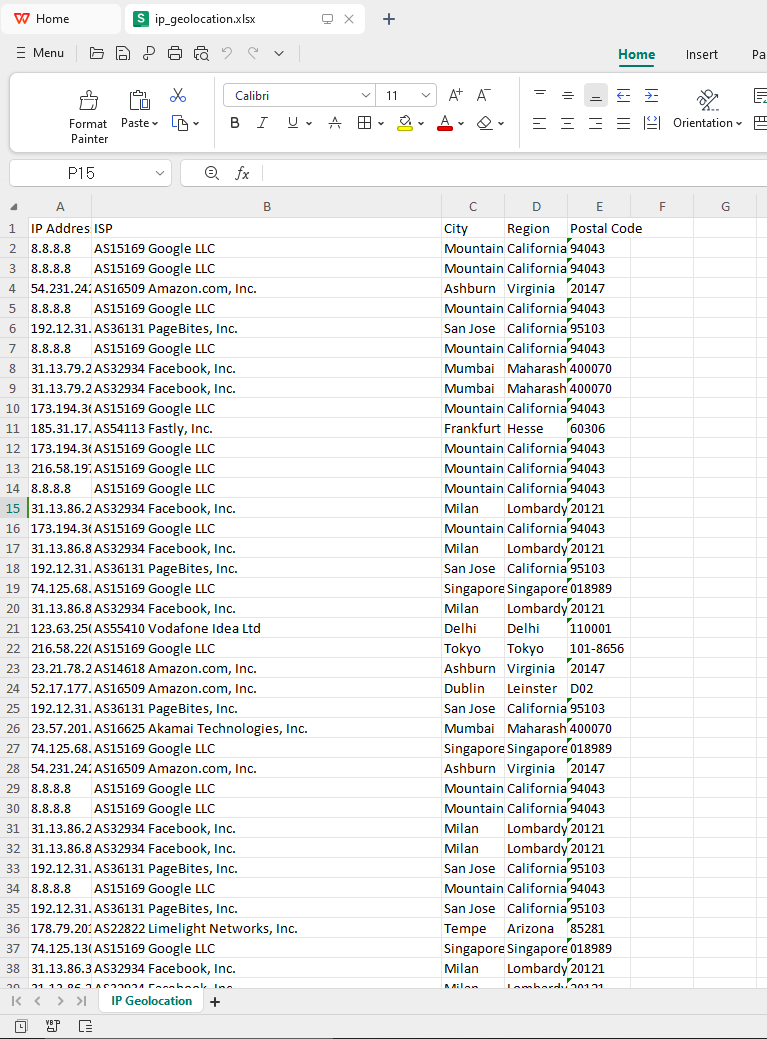 Home ip_geolocation.xlsx
Menu
Home Insert Pa
Format Painter Paste Calibri 11 A+ A- B I U A A Orientation
P15 fx
A B C D E F G
1 IP Addres ISP City Region Postal Code
2 8.8.8.8 AS15169 Google LLC Mountain California 94043
3 8.8.8.8 AS15169 Google LLC Mountain California 94043
4 54.231.242 AS16509 Amazon.com, Inc. Ashburn Virginia 20147
5 8.8.8.8 AS15169 Google LLC Mountain California 94043
6 192.12.31. AS36131 PageBites, Inc. San Jose California 95103
7 8.8.8.8 AS15169 Google LLC Mountain California 94043
8 31.13.79.2 AS32934 Facebook, Inc. Mumbai Maharash 400070
9 31.13.79.2 AS32934 Facebook, Inc. Mumbai Maharash 400070
10 173.194.36 AS15169 Google LLC Mountain California 94043
11 185.31.17. AS54113 Fastly, Inc. Frankfurt Hesse 60306
12 173.194.36 AS15169 Google LLC Mountain California 94043
13 216.58.197 AS15169 Google LLC Mountain California 94043
14 8.8.8.8 AS15169 Google LLC Mountain California 94043
15 31.13.86.2 AS32934 Facebook, Inc. Milan Lombardy 20121
16 173.194.36 AS15169 Google LLC Mountain California 94043
17 31.13.86.8 AS32934 Facebook, Inc. Milan Lombardy 20121
18 192.12.31. AS36131 PageBites, Inc. San Jose California 95103
19 74.125.68. AS15169 Google LLC Singapore Singapore 018989
20 31.13.86.8 AS32934 Facebook, Inc. Milan Lombardy 20121
21 123.63.250 AS55410 Vodafone Idea Ltd Delhi Delhi 110001
22 216.58.220 AS15169 Google LLC Tokyo Tokyo 101-8656
23 23.21.78.2 AS14618 Amazon.com, Inc. Ashburn Virginia 20147
24 52.17.177. AS16509 Amazon.com, Inc. Dublin Leinster D02
25 192.12.31. AS36131 PageBites, Inc. San Jose California 95103
26 23.57.201. AS16625 Akamai Technologies, Inc. Mumbai Maharash 400070
27 74.125.68. AS15169 Google LLC Singapore Singapore 018989
28 54.231.242 AS16509 Amazon.com, Inc. Ashburn Virginia 20147
29 8.8.8.8 AS15169 Google LLC Mountain California 94043
30 8.8.8.8 AS15169 Google LLC Mountain California 94043
31 31.13.86.2 AS32934 Facebook, Inc. Milan Lombardy 20121
32 31.13.86.8 AS32934 Facebook, Inc. Milan Lombardy 20121
33 192.12.31. AS36131 PageBites, Inc. San Jose California 95103
34 8.8.8.8 AS15169 Google LLC Mountain California 94043
35 192.12.31. AS36131 PageBites, Inc. San Jose California 95103
36 178.79.201 AS22822 Limelight Networks, Inc. Tempe Arizona 85281
37 74.125.130 AS15169 Google LLC Singapore Singapore 018989
38 31.13.86.3 AS32934 Facebook, Inc. Milan Lombardy 20121
IP Geolocation